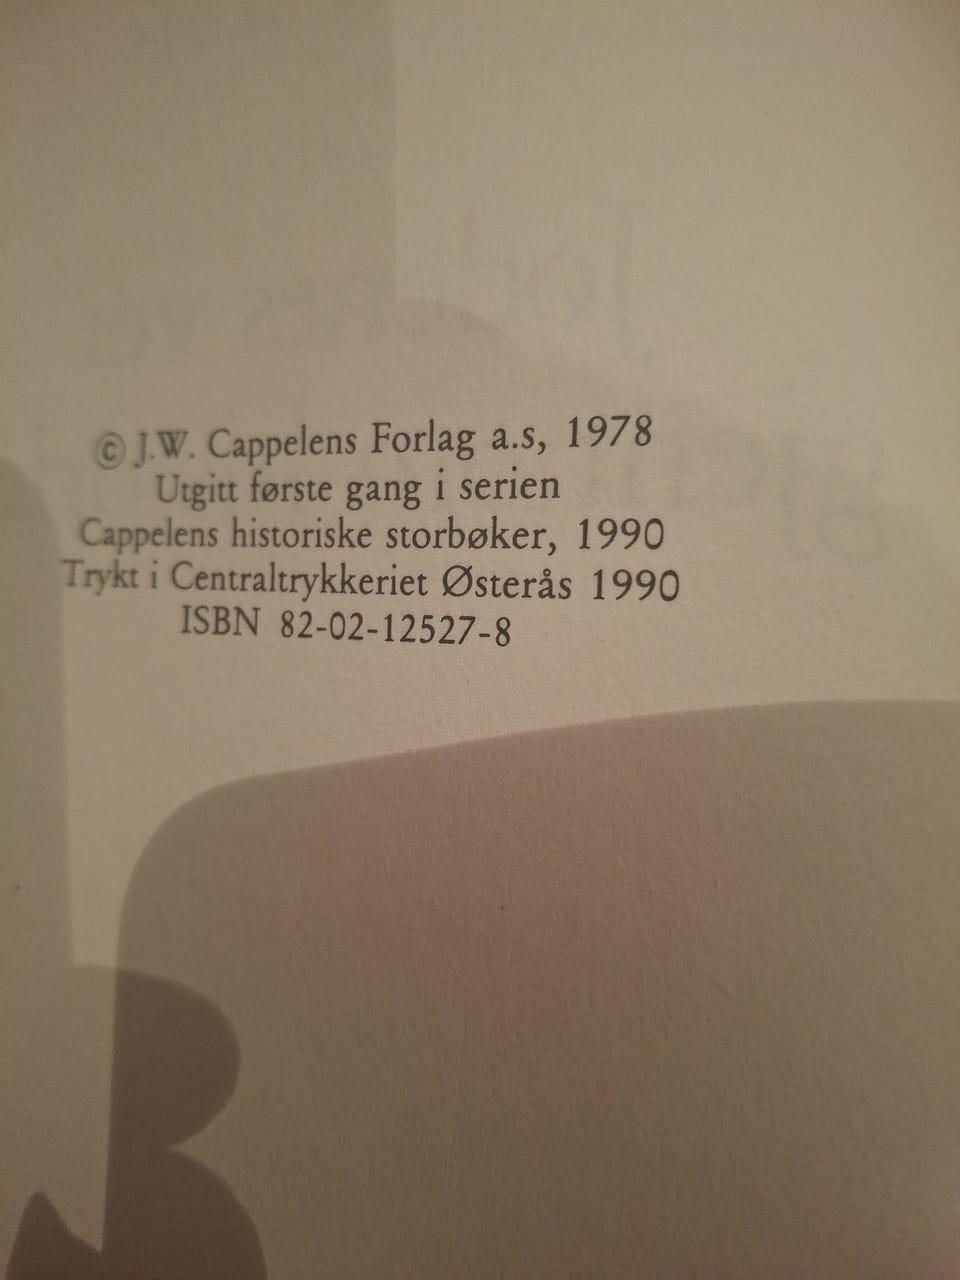 © J.W. Cappelens Forlag a.s, 1978
Utgitt første gang i serien
Cappelens historiske storbøker, 1990
Trykt i Centraltrykkeriet Østerås 1990
ISBN 82-02-12527-8